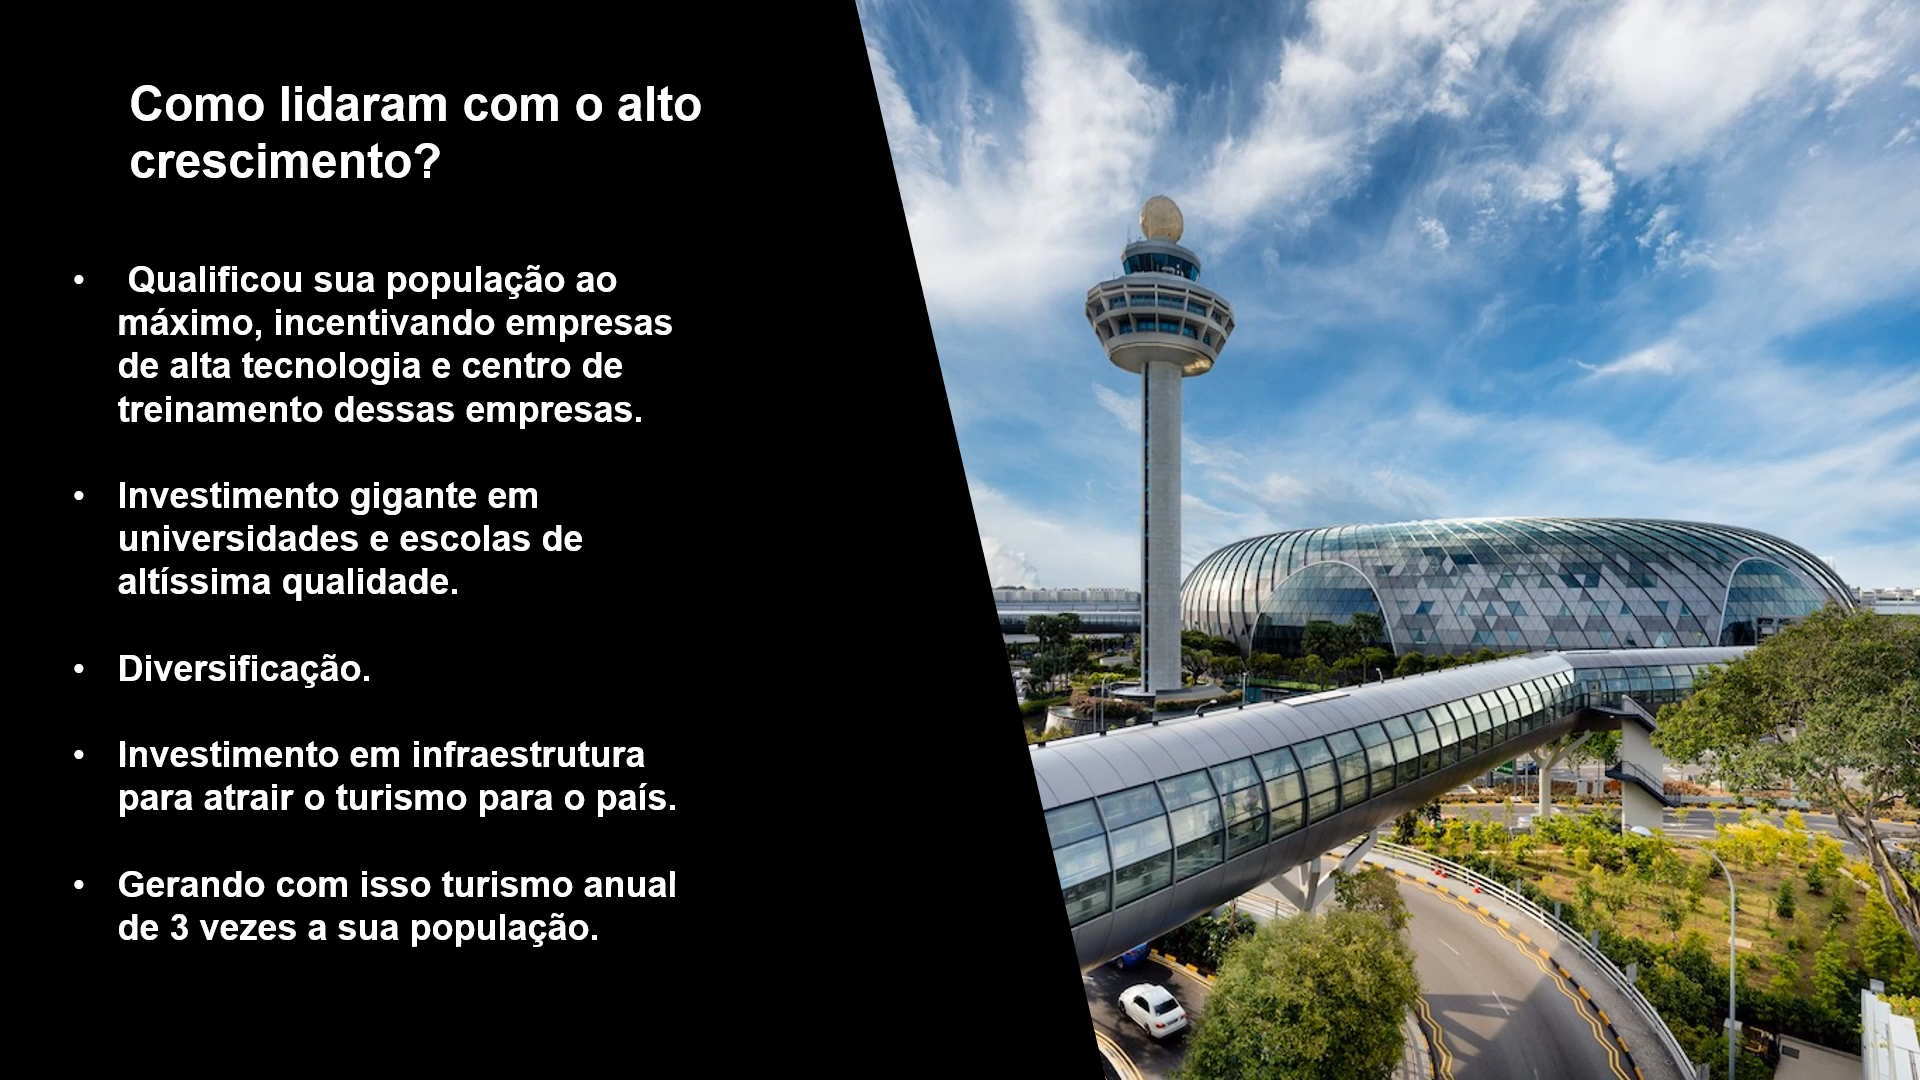 Como lidaram com o alto
crescimento?
• Qualificou sua população ao
máximo, incentivando empresas
de alta tecnologia e centro de
treinamento dessas empresas.
• Investimento gigante em
universidades e escolas de
altíssima qualidade.
• Diversificação.
• Investimento em infraestrutura
para atrair o turismo para o país.
• Gerando com isso turismo anual
de 3 vezes a sua população.